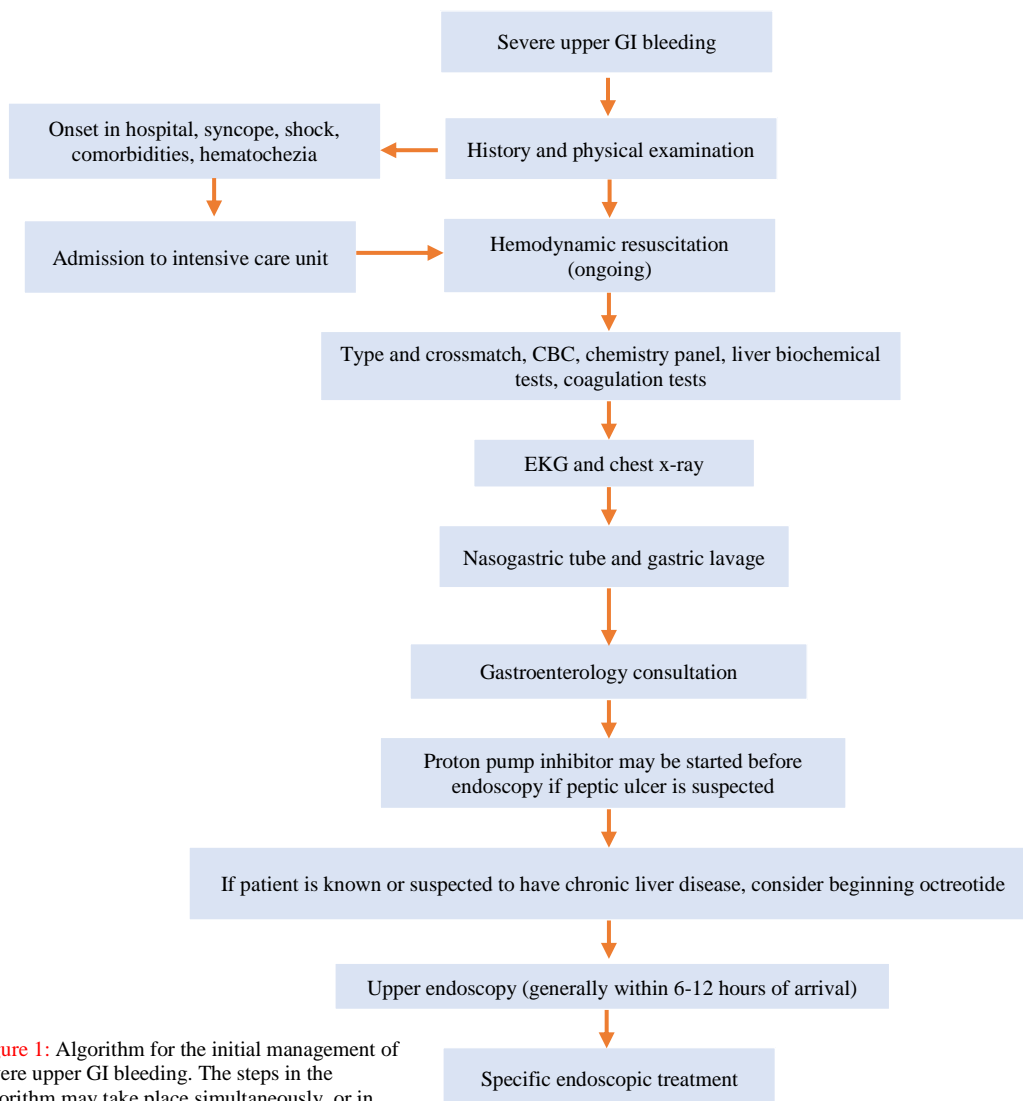 Severe upper GI bleeding
Onset in hospital, syncope, shock,
comorbidities, hematochezia
History and physical examination
Admission to intensive care unit
Hemodynamic resuscitation
(ongoing)
Type and crossmatch, CBC, chemistry panel, liver biochemical
tests, coagulation tests
EKG and chest x-ray
Nasogastric tube and gastric lavage
Gastroenterology consultation
Proton pump inhibitor may be started before
endoscopy if peptic ulcer is suspected
If patient is known or suspected to have chronic liver disease, consider beginning octreotide
Upper endoscopy (generally within 6-12 hours of arrival)
Specific endoscopic treatment
gure 1: Algorithm for the initial management of
vere upper GI bleeding. The steps in the
orithm may take place simultaneously, or in